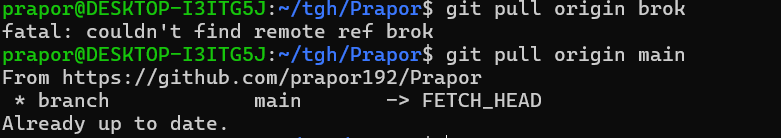 prapor@DESKTOP-I3ITG5J:~/tgh/Prapor$ git pull origin brok
fatal: couldn't find remote ref brok
prapor@DESKTOP-I3ITG5J:~/tgh/Prapor$ git pull origin main
From https://github.com/prapor192/Prapor
 * branch            main       -> FETCH_HEAD
Already up to date.